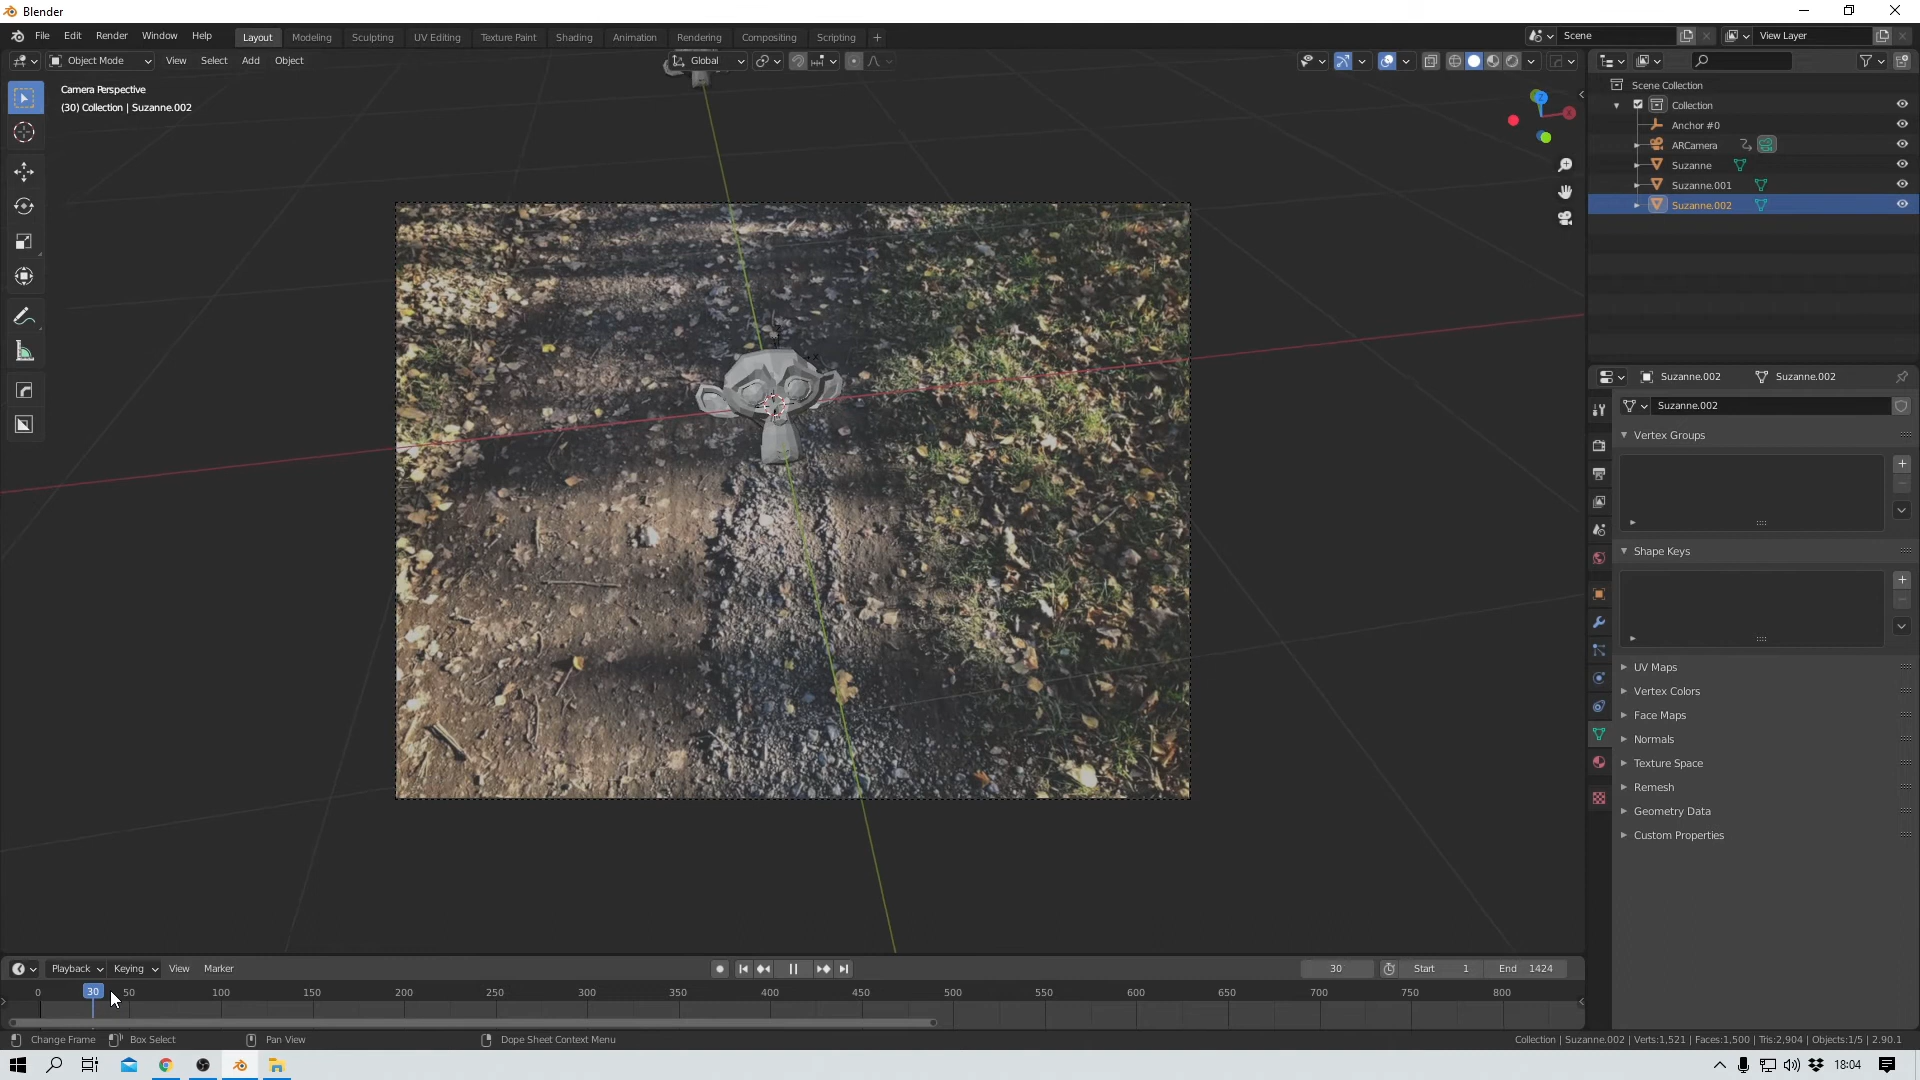 Blender
File Edit Render Window Help
Layout Modeling Sculpting UV Editing Texture Paint Shading Animation Rendering Compositing Scripting +
Scene
View Layer
Object Mode View Select Add Object
Global
Camera Perspective
(30) Collection | Suzanne.002
Scene Collection
Collection
Anchor #0
ARCamera
Suzanne
Suzanne.001
Suzanne.002
Suzanne.002 Suzanne.002
Suzanne.002
Vertex Groups
Shape Keys
UV Maps
Vertex Colors
Face Maps
Normals
Texture Space
Remesh
Geometry Data
Custom Properties
Playback Keying View Marker
30 Start 1 End 1424
0 30 50 100 150 200 250 300 350 400 450 500 550 600 650 700 750 800
Change Frame Box Select Pan View Dope Sheet Context Menu
Collection | Suzanne.002 | Verts:1,521 | Faces:1,500 | Tris:2,904 | Objects:1/5 | 2.90.1
18:04